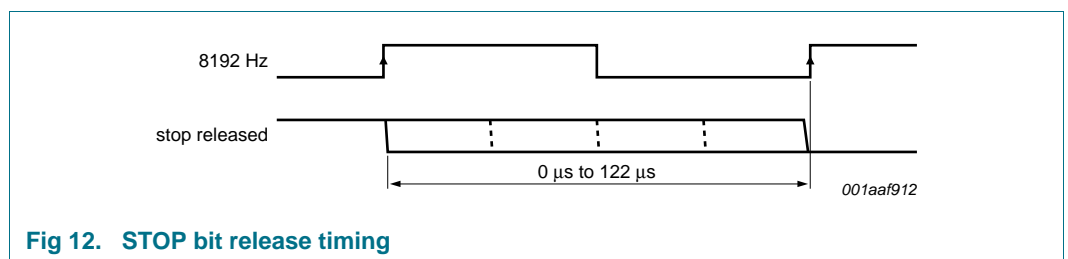 8192 Hz
stop released
0 μs to 122 μs
001aaf912
Fig 12. STOP bit release timing